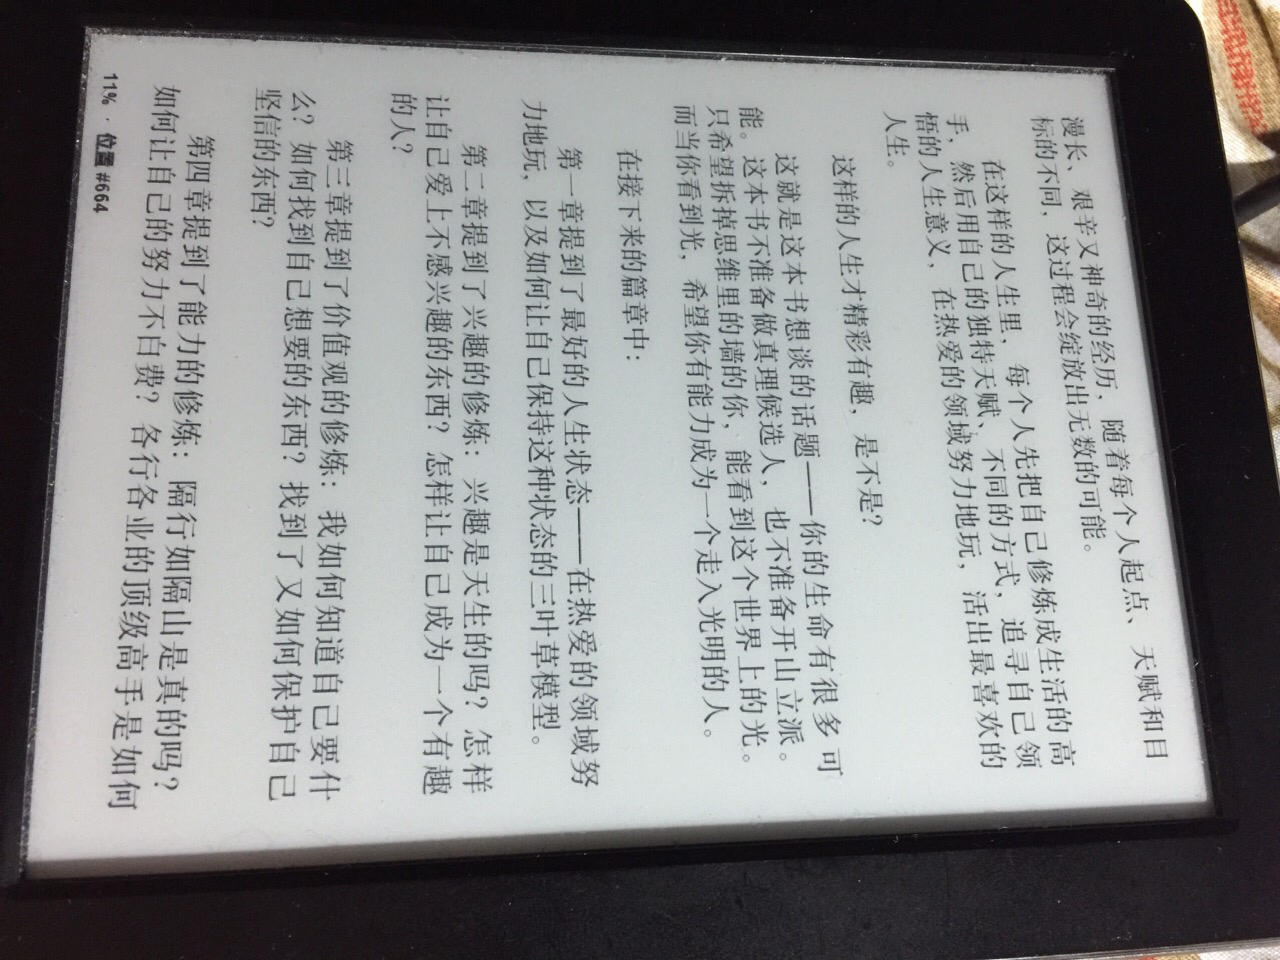 漫长、艰辛又神奇的经历，随着每个人起点、天赋和目
标的不同，这过程会绽放出无数的可能。
在这样的人生里，每个人先把自己修炼成生活的高
手，然后用自己的独特天赋、不同的方式，追寻自己领
悟的人生意义，在热爱的领域努力地玩，活出最喜欢的
人生。
这样的人生才精彩有趣，是不是？
这就是这本书想谈的话题——你的生命有很多可
能。这本书不准备做真理候选人，也不准备开山立派。
只希望拆掉思维里的墙的你，能看到这个世界上的光。
而当你看到光，希望你有能力成为一个走入光明的人。
在接下来的篇章中：
第一章提到了最好的人生状态——在热爱的领域努
力地玩，以及如何让自己保持这种状态的三叶草模型。
第二章提到了兴趣的修炼：兴趣是天生的吗？怎样
让自己爱上不感兴趣的东西？怎样让自己成为一个有趣
的人？
第三章提到了价值观的修炼：我如何知道自己要什
么？如何找到自己想要的东西？找到了又如何保护自己
坚信的东西？
第四章提到了能力的修炼：隔行如隔山是真的吗？
如何让自己的努力不白费？各行各业的顶级高手是如何
11% · 位置 #664